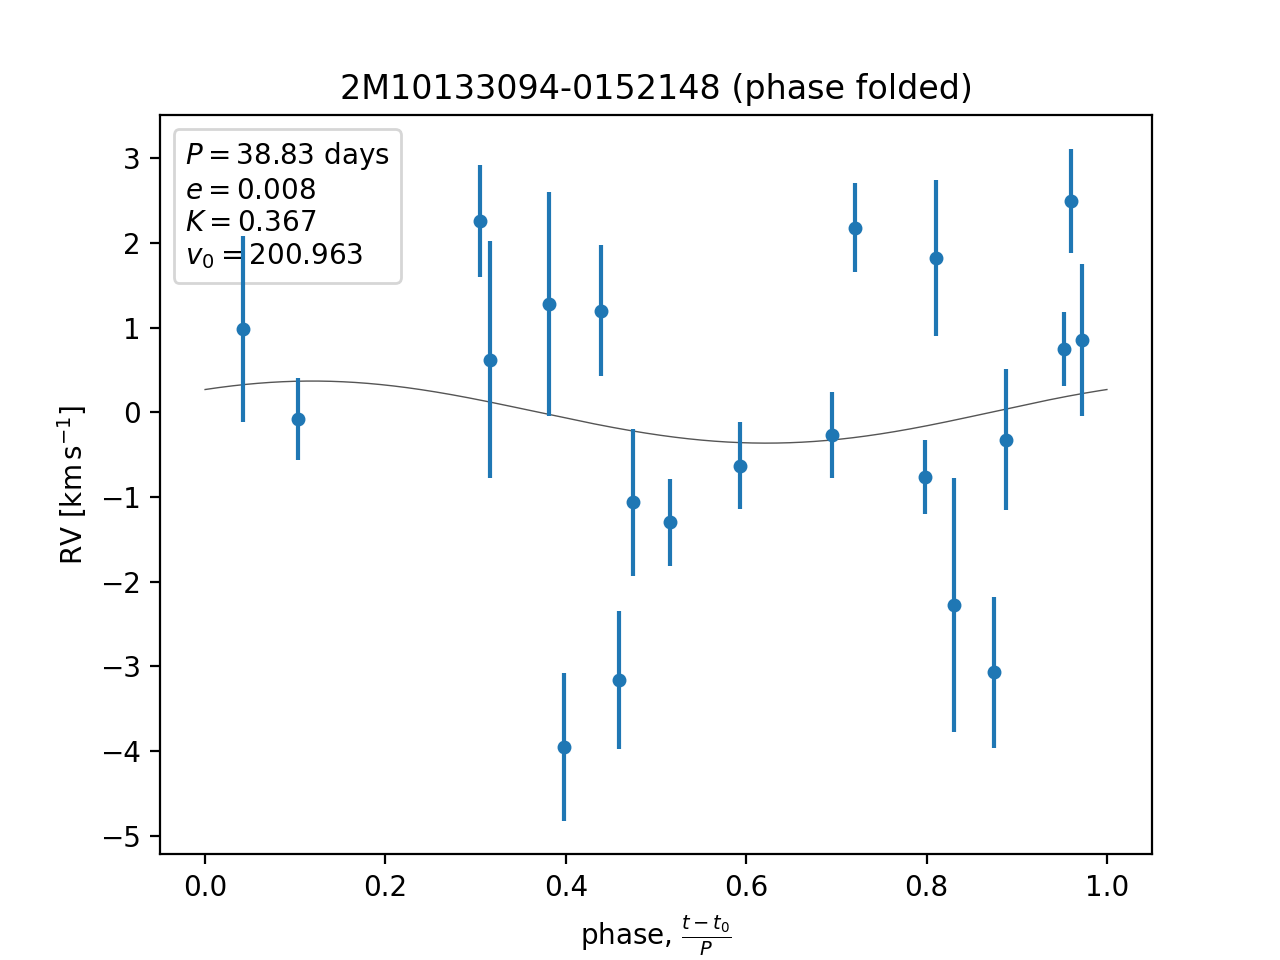 2M10133094-0152148 (phase folded)
P = 38.83 days
e = 0.008
K = 0.367
v₀ = 200.963
3
2
1
0
−1
−2
−3
−4
−5
RV [km s⁻¹]
0.0 0.2 0.4 0.6 0.8 1.0
phase, (t − t₀)/P